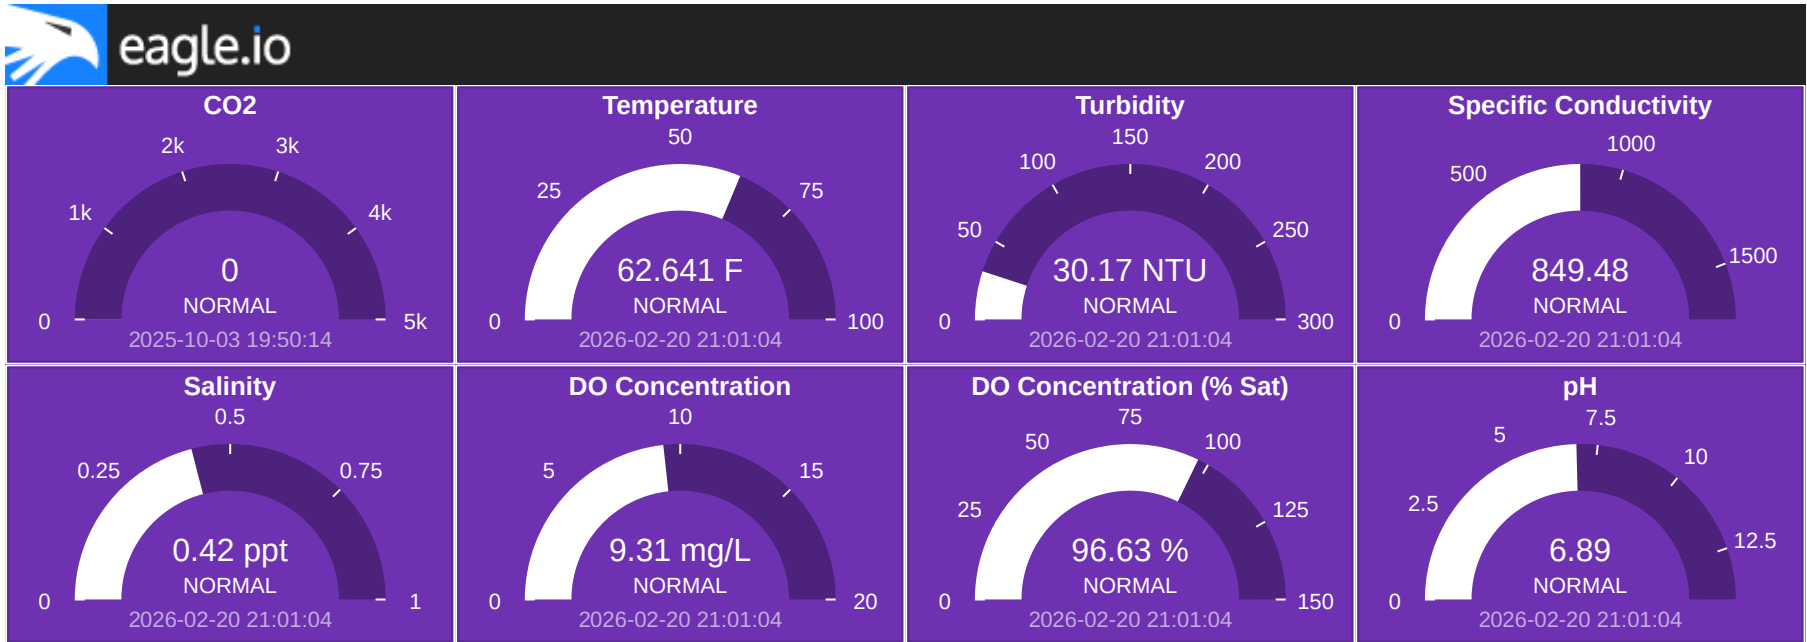 eagle.io
CO2
0
1k
2k
3k
4k
5k
0
NORMAL
2025-10-03 19:50:14
Temperature
0
25
50
75
100
62.641 F
NORMAL
2026-02-20 21:01:04
Turbidity
0
50
100
150
200
250
300
30.17 NTU
NORMAL
2026-02-20 21:01:04
Specific Conductivity
0
500
1000
1500
849.48
NORMAL
2026-02-20 21:01:04
Salinity
0
0.25
0.5
0.75
1
0.42 ppt
NORMAL
2026-02-20 21:01:04
DO Concentration
0
5
10
15
20
9.31 mg/L
NORMAL
2026-02-20 21:01:04
DO Concentration (% Sat)
0
25
50
75
100
125
150
96.63 %
NORMAL
2026-02-20 21:01:04
pH
0
2.5
5
7.5
10
12.5
6.89
NORMAL
2026-02-20 21:01:04